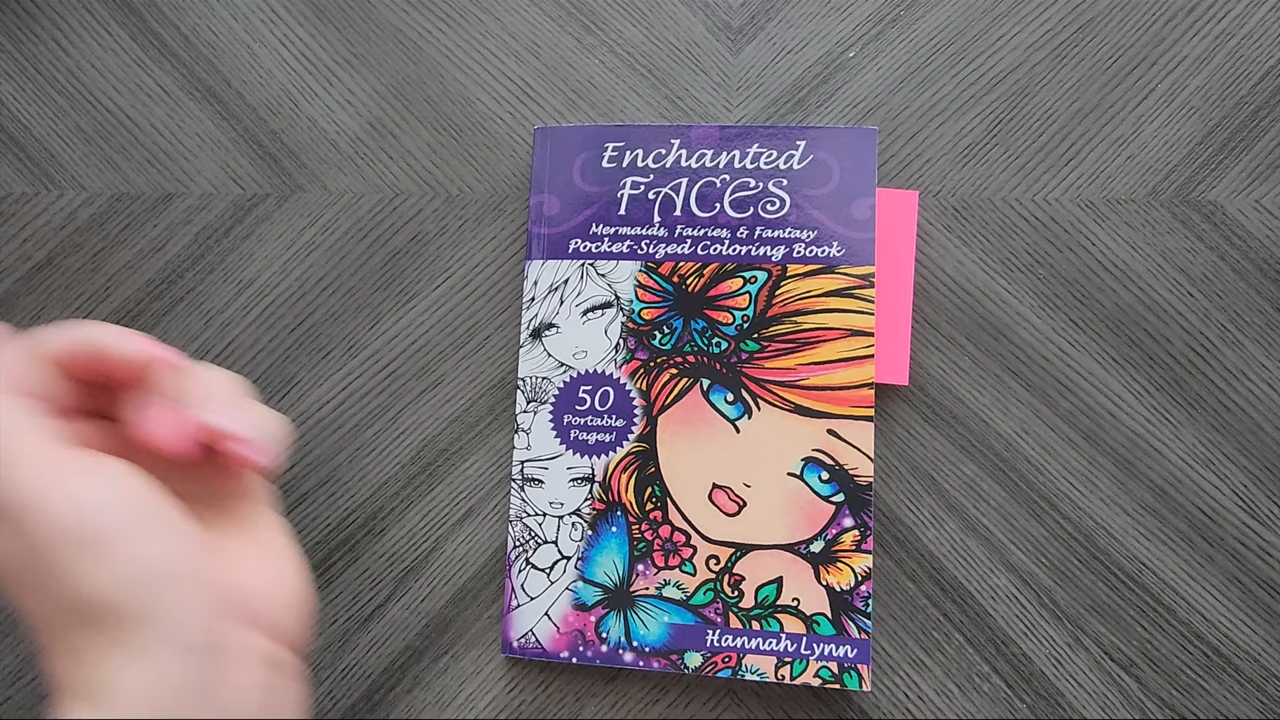 Enchanted
FACES
Mermaids, Fairies, & Fantasy
Pocket-Sized Coloring Book
50
Portable
Pages!
Hannah Lynn